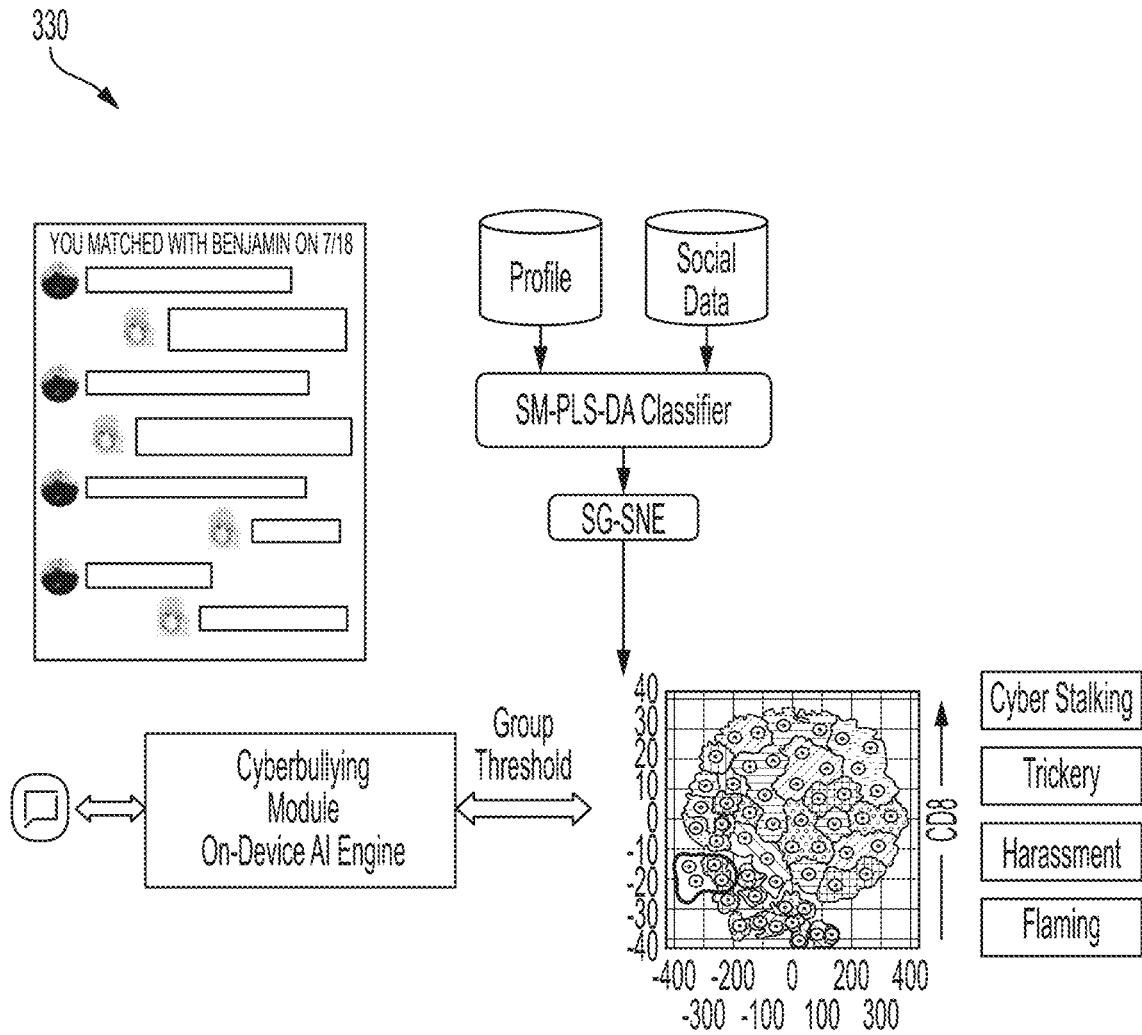 330
YOU MATCHED WITH BENJAMIN ON 7/18
Profile
Social
Data
SM-PLS-DA Classifier
SG-SNE
Cyberbullying
Module
On-Device AI Engine
Group
Threshold
40
30
20
10
0
-10
-20
-30
-40
-400 -200 0 200 400
-300 -100 100 300
CD8
Cyber Stalking
Trickery
Harassment
Flaming